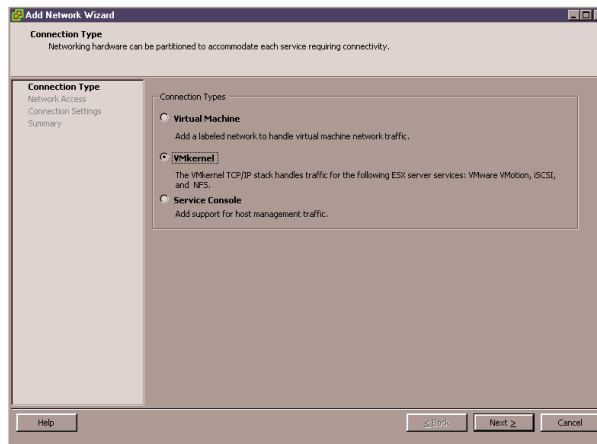 Add Network Wizard
Connection Type
Networking hardware can be partitioned to accommodate each service requiring connectivity.
Connection Type
Network Access
Connection Settings
Summary
Connection Types
Virtual Machine
Add a labeled network to handle virtual machine network traffic.
VMkernel
The VMkernel TCP/IP stack handles traffic for the following ESX server services: VMware VMotion, iSCSI,
and NFS.
Service Console
Add support for host management traffic.
Help
≤ Back
Next ≥
Cancel